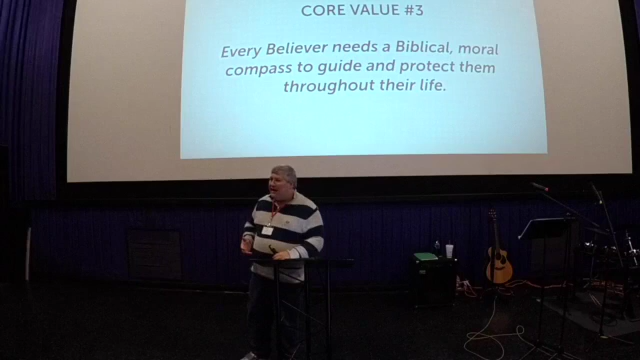 CORE VALUE #3
Every Believer needs a Biblical, moral
compass to guide and protect them
throughout their life.